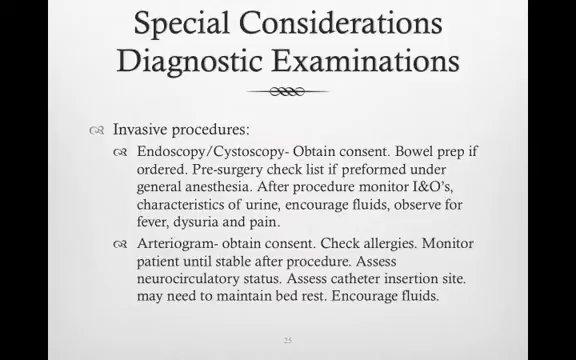 Special Considerations
Diagnostic Examinations
Invasive procedures:
Endoscopy/Cystoscopy- Obtain consent. Bowel prep if
ordered. Pre-surgery check list if preformed under
general anesthesia. After procedure monitor I&O's,
characteristics of urine, encourage fluids, observe for
fever, dysuria and pain.
Arteriogram- obtain consent. Check allergies. Monitor
patient until stable after procedure. Assess
neurocirculatory status. Assess catheter insertion site.
may need to maintain bed rest. Encourage fluids.
25